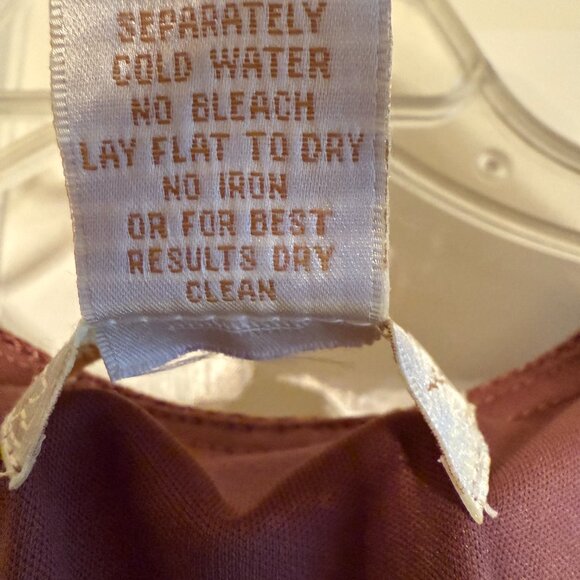 SEPARATELY
COLD WATER
NO BLEACH
LAY FLAT TO DRY
NO IRON
OR FOR BEST
RESULTS DRY
CLEAN